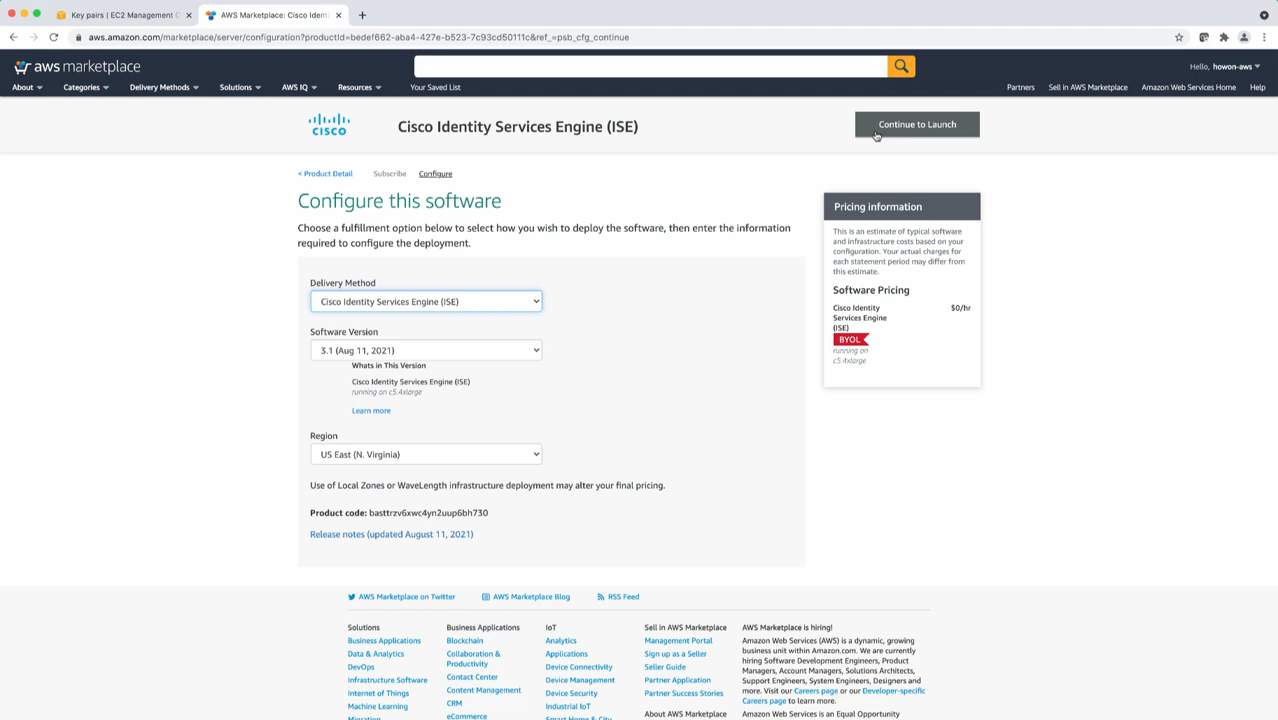 Key pairs | EC2 Management C
AWS Marketplace: Cisco Identi
aws.amazon.com/marketplace/server/configuration?productId=bedef662-aba4-427e-b523-7c93cd50111c&ref_=psb_cfg_continue
aws marketplace
Hello, howon-aws
About
Categories
Delivery Methods
Solutions
AWS IQ
Resources
Your Saved List
Partners
Sell in AWS Marketplace
Amazon Web Services Home
Help
CISCO
Cisco Identity Services Engine (ISE)
Continue to Launch
< Product Detail
Subscribe
Configure
Configure this software
Choose a fulfillment option below to select how you wish to deploy the software, then enter the information
required to configure the deployment.
Delivery Method
Cisco Identity Services Engine (ISE)
Software Version
3.1 (Aug 11, 2021)
Whats in This Version
Cisco Identity Services Engine (ISE)
running on c5.4xlarge
Learn more
Region
US East (N. Virginia)
Use of Local Zones or WaveLength infrastructure deployment may alter your final pricing.
Product code: basttrzv6xwc4yn2uup6bh730
Release notes (updated August 11, 2021)
Pricing information
This is an estimate of typical software
and infrastructure costs based on your
configuration. Your actual charges for
each statement period may differ from
this estimate.
Software Pricing
Cisco Identity
Services Engine
(ISE)
$0/hr
BYOL
running on
c5.4xlarge
AWS Marketplace on Twitter
AWS Marketplace Blog
RSS Feed
Solutions
Business Applications
Data & Analytics
DevOps
Infrastructure Software
Internet of Things
Machine Learning
Migration
Business Applications
Blockchain
Collaboration &
Productivity
Contact Center
Content Management
CRM
eCommerce
IoT
Analytics
Applications
Device Connectivity
Device Management
Device Security
Industrial IoT
Smart Home & City
Sell in AWS Marketplace
Management Portal
Sign up as a Seller
Seller Guide
Partner Application
Partner Success Stories
About AWS Marketplace
AWS Marketplace is hiring!
Amazon Web Services (AWS) is a dynamic, growing
business unit within Amazon.com. We are currently
hiring Software Development Engineers, Product
Managers, Account Managers, Solutions Architects,
Support Engineers, System Engineers, Designers and
more. Visit our Careers page or our Developer-specific
Careers page to learn more.
Amazon Web Services is an Equal Opportunity